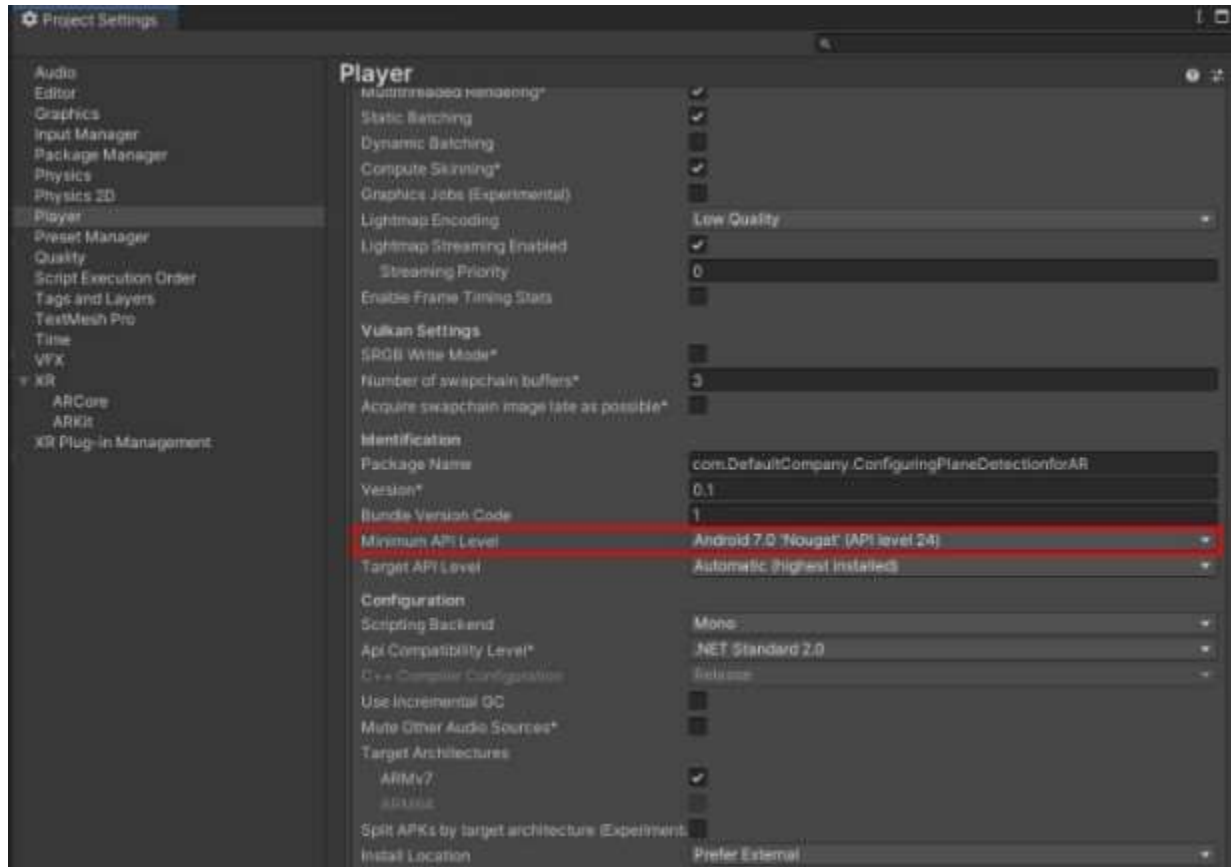 Project Settings
Audio
Editor
Graphics
Input Manager
Package Manager
Physics
Physics 2D
Player
Preset Manager
Quality
Script Execution Order
Tags and Layers
TextMesh Pro
Time
VFX
XR
ARCore
ARKit
XR Plug-in Management
Player
Multithreaded Rendering*
Static Batching
Dynamic Batching
Compute Skinning*
Graphics Jobs (Experimental)
Lightmap Encoding Low Quality
Lightmap Streaming Enabled
Streaming Priority 0
Enable Frame Timing Stats
Vulkan Settings
SRGB Write Mode*
Number of swapchain buffers* 3
Acquire swapchain image late as possible*
Identification
Package Name com.DefaultCompany.ConfiguringPlaneDetectionforAR
Version* 0.1
Bundle Version Code 1
Minimum API Level Android 7.0 'Nougat' (API level 24)
Target API Level Automatic (highest installed)
Configuration
Scripting Backend Mono
Api Compatibility Level* .NET Standard 2.0
C++ Compiler Configuration Release
Use incremental GC
Mute Other Audio Sources*
Target Architectures
ARMv7
ARM64
Split APKs by target architecture (Experiment
Install Location Prefer External